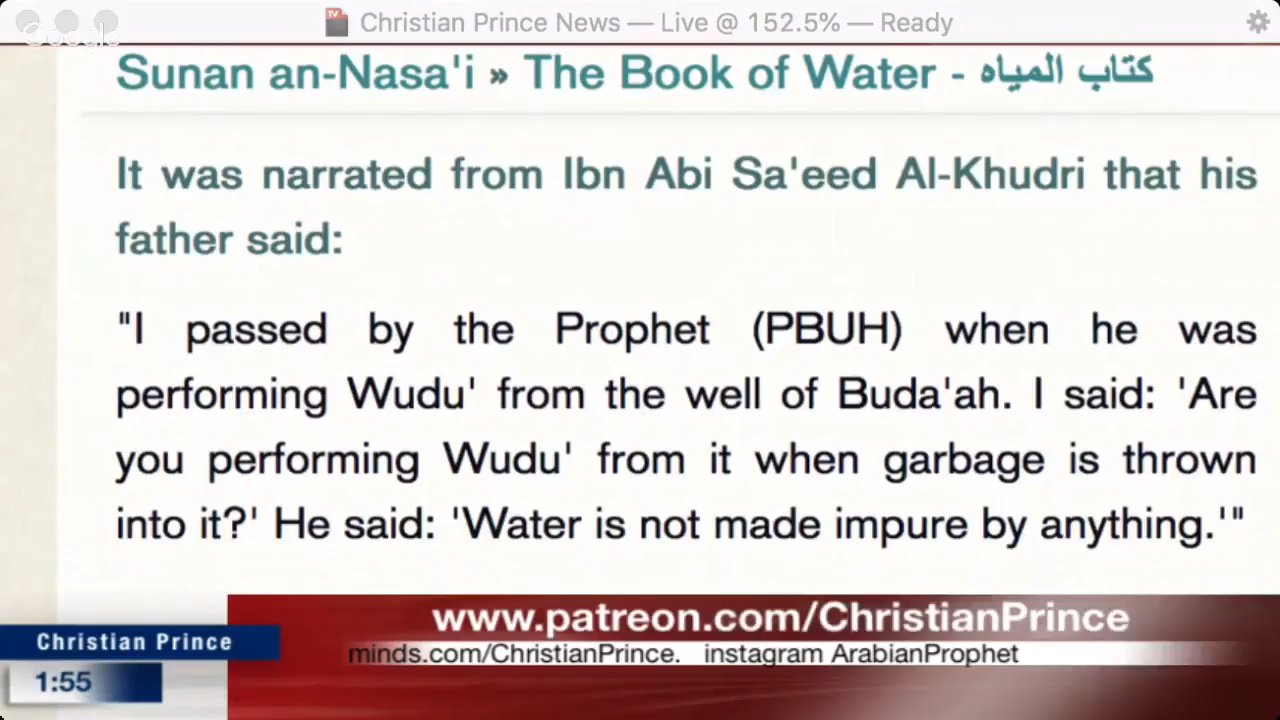 Christian Prince News — Live @ 152.5% — Ready
Google
Sunan an-Nasa'i » The Book of Water - كتاب المياه
It was narrated from Ibn Abi Sa'eed Al-Khudri that his
father said:
"I passed by the Prophet (PBUH) when he was
performing Wudu' from the well of Buda'ah. I said: 'Are
you performing Wudu' from it when garbage is thrown
into it?' He said: 'Water is not made impure by anything.'"
www.patreon.com/ChristianPrince
Christian Prince
minds.com/ChristianPrince. instagram ArabianProphet
1:55